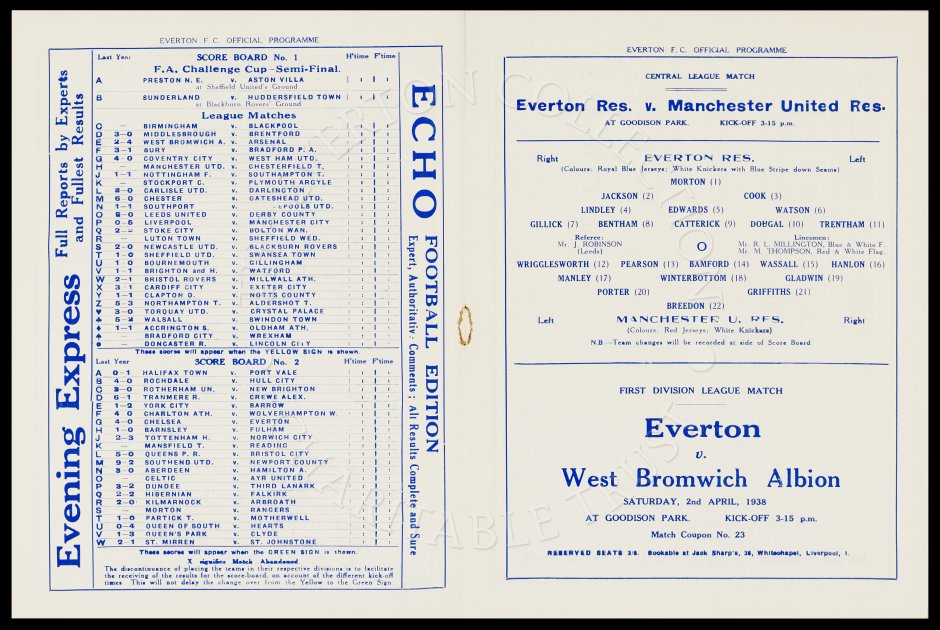 EVERTON F. C. OFFICIAL PROGRAMME
Evening Express Full Reports by Experts
and Fullest Results
Last Year SCORE BOARD No. 1 H'time F'time
F.A. Challenge Cup—Semi-Final.
A PRESTON N. E. v. ASTON VILLA
at Sheffield United's Ground
B SUNDERLAND v. HUDDERSFIELD TOWN
at Blackburn Rovers' Ground
League Matches
C — BIRMINGHAM v. BLACKPOOL
D 3-0 MIDDLESBROUGH v. BRENTFORD
E 2-4 WEST BROMWICH A. v. ARSENAL
F 3-1 BURY v. BRADFORD P. A.
G 4-0 COVENTRY CITY v. WEST HAM UTD.
H — MANCHESTER UTD. v. CHESTERFIELD T.
J 1-1 NOTTINGHAM F. v. SOUTHAMPTON T.
K — STOCKPORT C. v. PLYMOUTH ARGYLE
L 2-0 CARLISLE UTD. v. DARLINGTON
M 6-0 CHESTER v. GATESHEAD UTD.
N 1-1 SOUTHPORT v.
O 2-0 LEEDS UNITED v. DERBY COUNTY
P 0-5 LIVERPOOL v. MANCHESTER CITY
Q STOKE CITY v. BOLTON WAN.
R LUTON TOWN v. SHEFFIELD WED.
S 2-0 NEWCASTLE UTD. v. BLACKBURN ROVERS
T 1-0 SHEFFIELD UTD. v. SWANSEA TOWN
U 1-0 BOURNEMOUTH v. GILLINGHAM
V 1-1 BRIGHTON and H. v. WATFORD
W 2-1 BRISTOL ROVERS v. MILLWALL ATH.
X 3-1 CARDIFF CITY v. EXETER CITY
Y 1-1 CLAPTON O. v. NOTTS COUNTY
Z 5-3 NORTHAMPTON T. v. ALDERSHOT T.
♥ 3-0 TORQUAY UTD. v. CRYSTAL PALACE
♣ 5-2 WALSALL v. SWINDON TOWN
♦ 1-1 ACCRINGTON S. v. OLDHAM ATH.
♠ — BRADFORD CITY v. WREXHAM
● — DONCASTER R. v. LINCOLN CITY
These scores will appear when the YELLOW SIGN is shown.
Last Year SCORE BOARD No. 2 H'time F'time
A 0-1 HALIFAX TOWN v. PORT VALE
B 4-0 ROCHDALE v. HULL CITY
C ROTHERHAM UN. v. NEW BRIGHTON
D 6-1 TRANMERE R. v. CREWE ALEX.
E 1-2 YORK CITY v. BARROW
F 4-0 CHARLTON ATH. v. WOLVERHAMPTON W.
G 4-0 CHELSEA v. EVERTON
H 1-0 BARNSLEY v. FULHAM
J 2-3 TOTTENHAM H. v. NORWICH CITY
K — MANSFIELD T. v. READING
L 5-0 QUEENS P. R. v. BRISTOL CITY
M 9-2 SOUTHEND UTD. v. NEWPORT COUNTY
N 3-0 ABERDEEN v. HAMILTON A.
O — CELTIC v. AYR UNITED
P 3-2 DUNDEE v. THIRD LANARK
Q 2-2 HIBERNIAN v. FALKIRK
R 2-0 KILMARNOCK v. ARBROATH
S — MORTON v. RANGERS
T 1-0 PARTICK T. v. MOTHERWELL
U 0-4 QUEEN OF SOUTH v. HEARTS
V 1-3 QUEEN'S PARK v. CLYDE
W 2-1 ST. MIRREN v. ST. JOHNSTONE
These scores will appear when the GREEN SIGN is shown.
X signifies Match Abandoned.
The discontinuance of placing the teams in their respective divisions is to facilitate
the receiving of the results for the score-board, on account of the different kick-off
times. This will not delay the change over from the Yellow to the Green Sign
ECHO FOOTBALL EDITION
Expert, Authoritativ Comments; All Results Complete and Sure
EVERTON F. C. OFFICIAL PROGRAMME
CENTRAL LEAGUE MATCH
Everton Res. v. Manchester United Res.
AT GOODISON PARK. KICK-OFF 3-15 p.m.
Right EVERTON RES. Left
(Colours: Royal Blue Jerseys; White Knickers with Blue Stripe down Seams)
MORTON (1)
JACKSON (2) COOK (3)
LINDLEY (4) EDWARDS (5) WATSON (6)
GILLICK (7) BENTHAM (8) CATTERICK (9) DOUGAL (10) TRENTHAM (11)
Referee: Linesmen:
Mr. J. ROBINSON O Mr. R. L. MILLINGTON, Blue & White F.
(Leeds) Mr. M. THOMPSON, Red & White Flag.
WRIGGLESWORTH (12) PEARSON (13) BAMFORD (14) WASSALL (15) HANLON (16)
MANLEY (17) WINTERBOTTOM (18) GLADWIN (19)
PORTER (20) GRIFFITHS (21)
BREEDON (22)
Left MANCHESTER U. RES. Right
(Colours: Red Jerseys; White Knickers)
N.B.—Team changes will be recorded at side of Score Board.
FIRST DIVISION LEAGUE MATCH
Everton
v.
West Bromwich Albion
SATURDAY, 2nd APRIL, 1938
AT GOODISON PARK. KICK-OFF 3-15 p.m.
Match Coupon No. 23
RESERVED SEATS 3/6. Bookable at Jack Sharp's, 38, Whitechapel, Liverpool, 1.